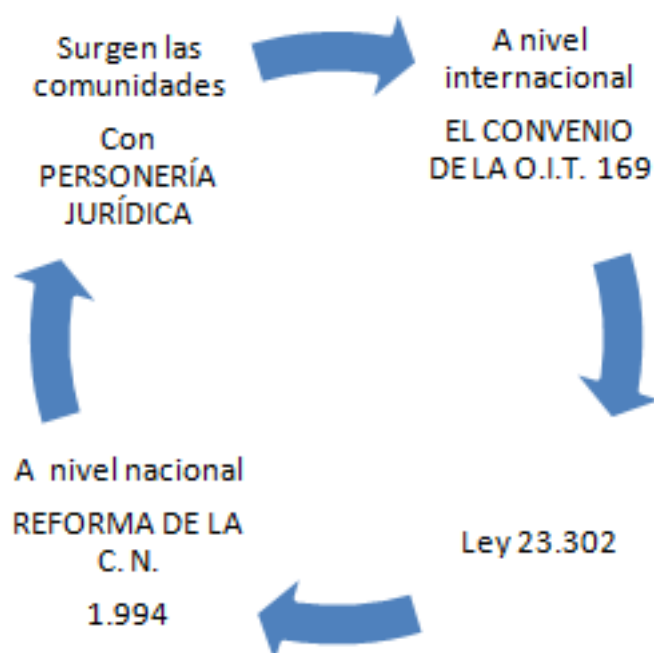 Surgen las
comunidades
Con
PERSONERÍA
JURÍDICA
A nivel
internacional
EL CONVENIO
DE LA O.I.T. 169
Ley 23.302
A nivel nacional
REFORMA DE LA
C. N.
1.994